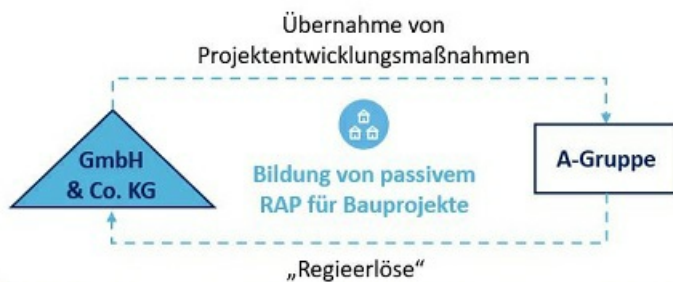 Übernahme von
Projektentwicklungsmaßnahmen
GmbH
& Co. KG
Bildung von passivem
RAP für Bauprojekte
A-Gruppe
„Regieerlöse“